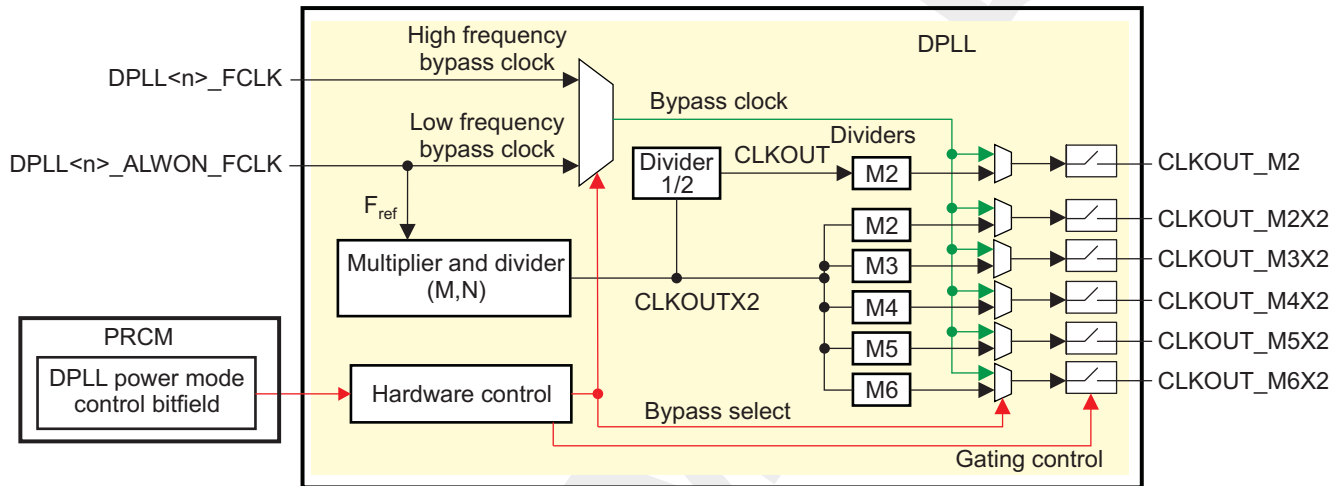 DPLL
High frequency
bypass clock
DPLL<n>_FCLK
Bypass clock
Low frequency
bypass clock
DPLL<n>_ALWON_FCLK
Dividers
Divider
1/2
CLKOUT
M2
CLKOUT_M2
Fref
M2
CLKOUT_M2X2
Multiplier and divider
(M,N)
M3
CLKOUT_M3X2
CLKOUTX2
M4
CLKOUT_M4X2
PRCM
M5
CLKOUT_M5X2
DPLL power mode
control bitfield
Hardware control
M6
CLKOUT_M6X2
Bypass select
Gating control